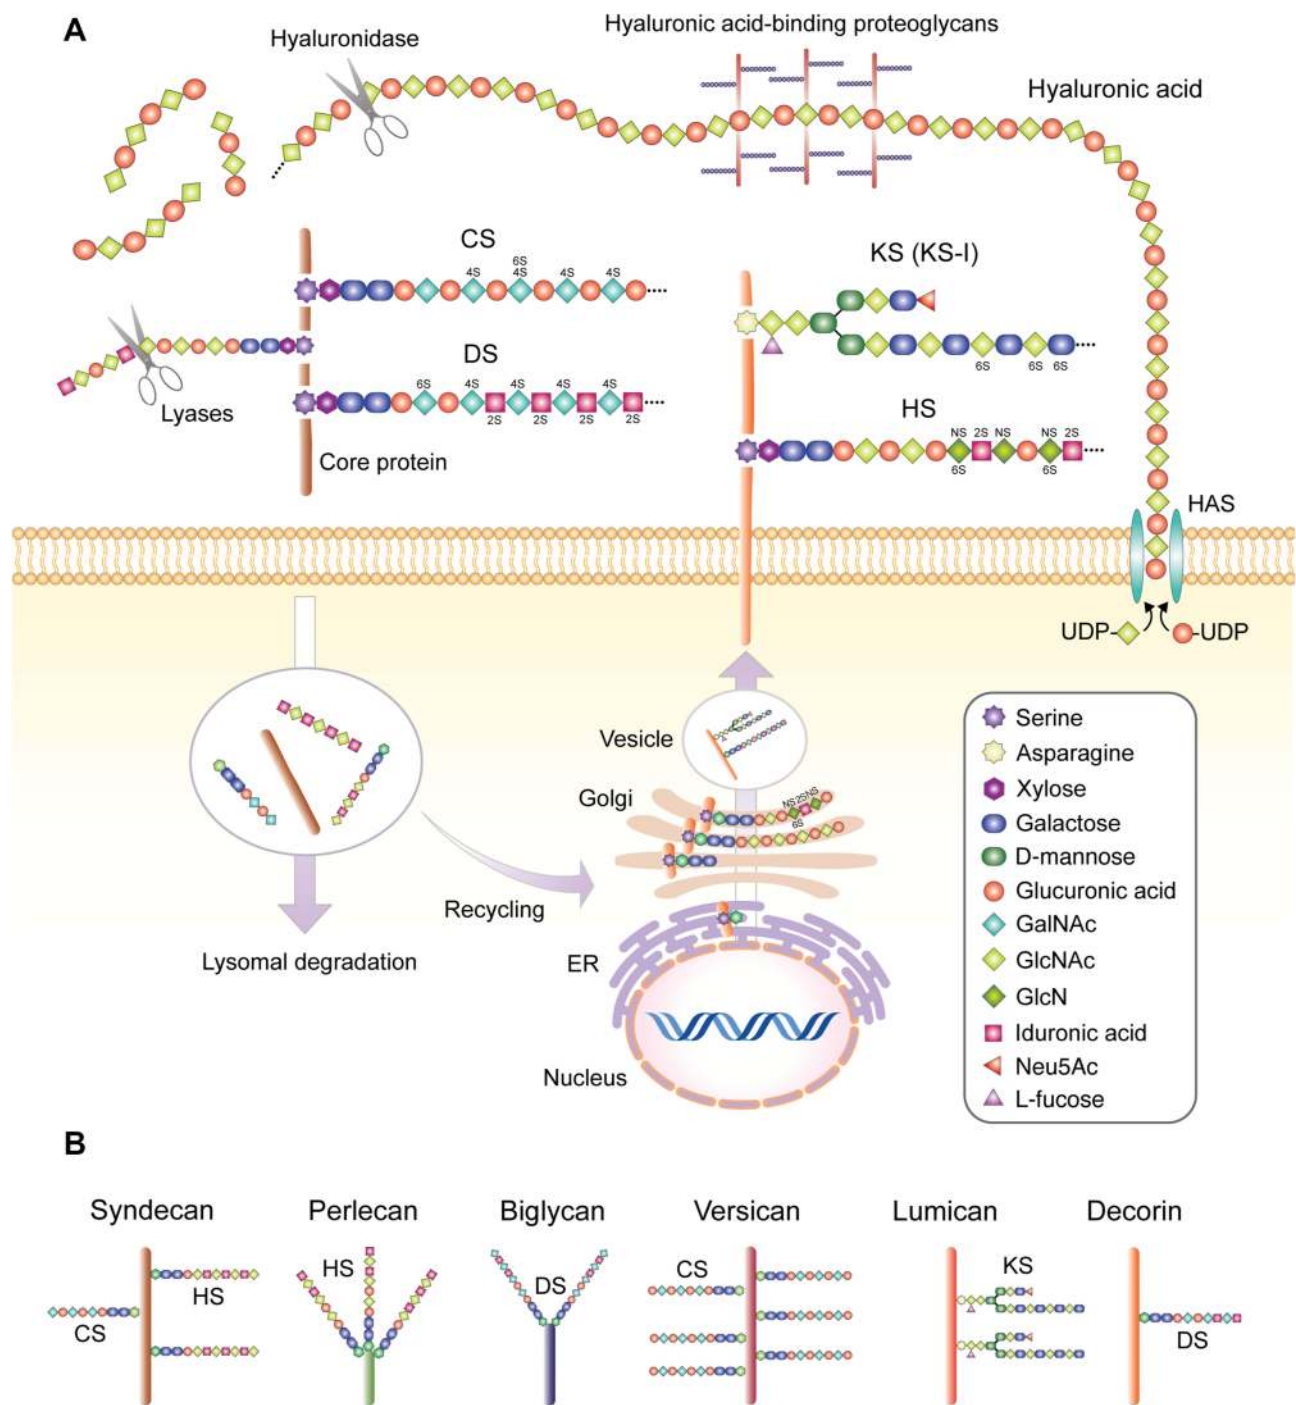 A
Hyaluronidase
Hyaluronic acid-binding proteoglycans
Hyaluronic acid
CS
6S
4S 4S 4S 4S
KS (KS-I)
6S 6S 6S
Lyases
DS
6S 4S 4S 4S 4S
2S 2S 2S 2S
HS
NS 2S NS NS 2S
6S 6S
Core protein
HAS
UDP- -UDP
Vesicle
Golgi
NS2SNS
6S
Recycling
Lysomal degradation
ER
Nucleus
Serine
Asparagine
Xylose
Galactose
D-mannose
Glucuronic acid
GalNAc
GlcNAc
GlcN
Iduronic acid
Neu5Ac
L-fucose
B
Syndecan Perlecan Biglycan Versican Lumican Decorin
HS
CS
HS
DS
CS
KS
DS